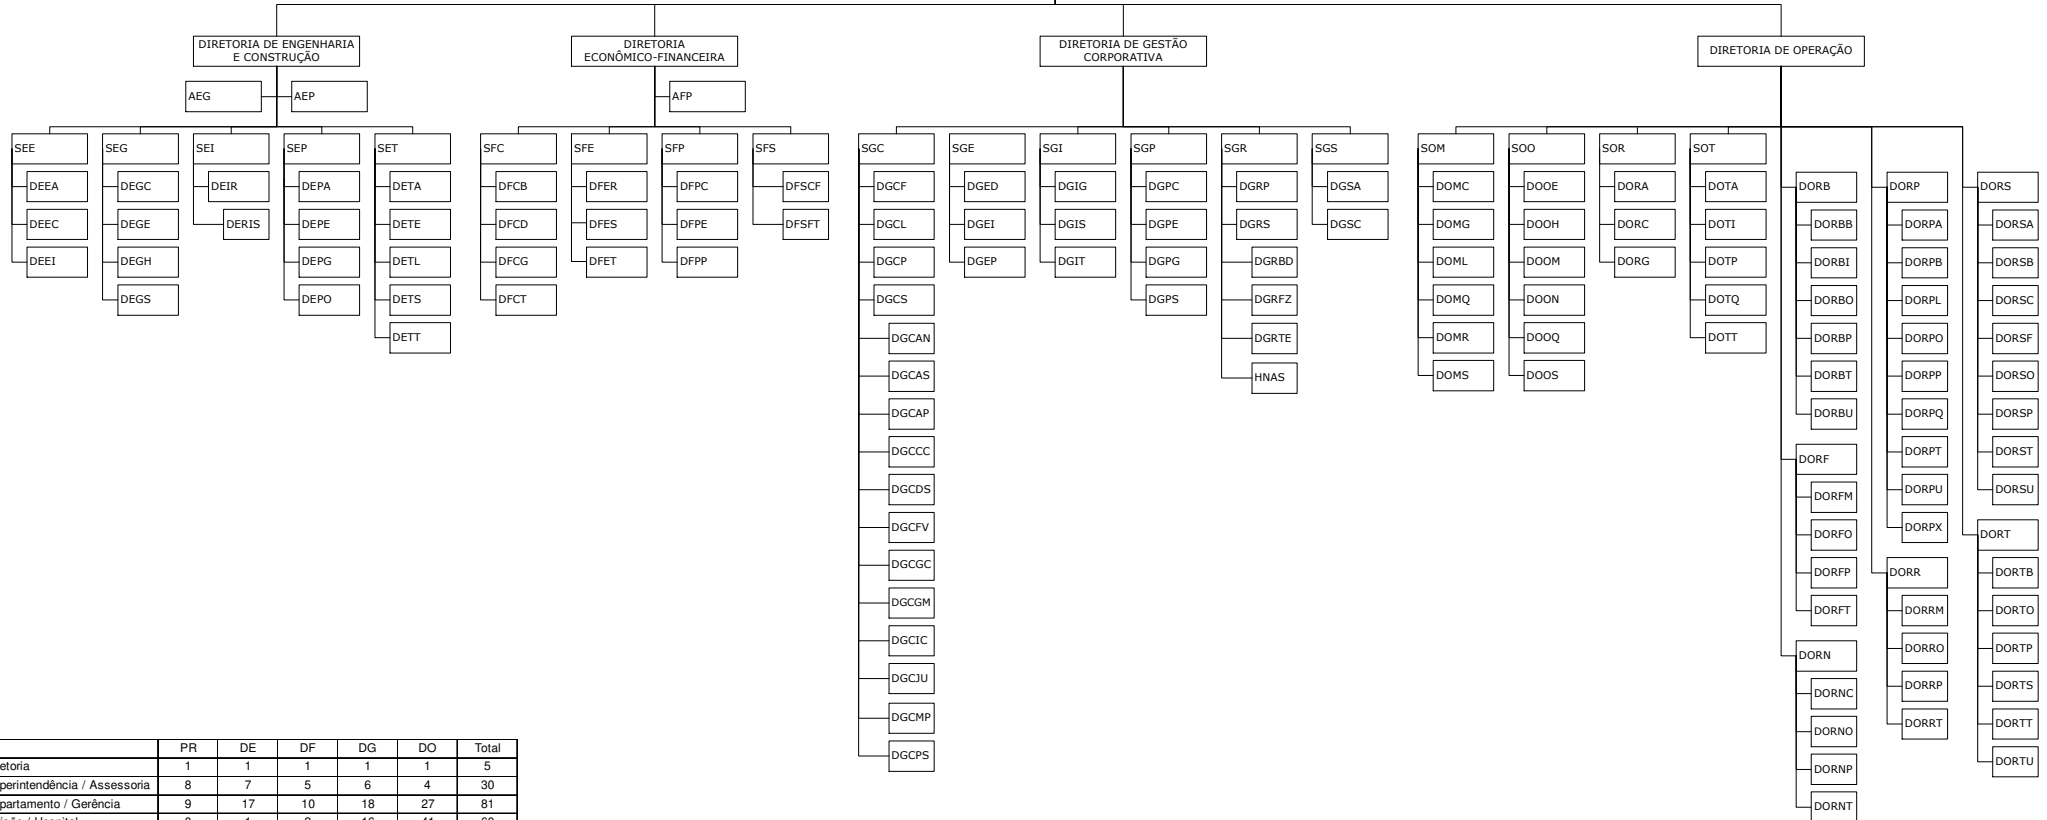 DIRETORIA DE ENGENHARIA
E CONSTRUÇÃO
AEG
AEP
SEE
DEEA
DEEC
DEEI
SEG
DEGC
DEGE
DEGH
DEGS
SEI
DEIR
DERIS
SEP
DEPA
DEPE
DEPG
DEPO
SET
DETA
DETE
DETL
DETS
DETT
DIRETORIA
ECONÔMICO-FINANCEIRA
AFP
SFC
DFCB
DFCD
DFCG
DFCT
SFE
DFER
DFES
DFET
SFP
DFPC
DFPE
DFPP
SFS
DFSCF
DFSFT
DIRETORIA DE GESTÃO
CORPORATIVA
SGC
DGCF
DGCL
DGCP
DGCS
DGCAN
DGCAS
DGCAP
DGCCC
DGCDS
DGCFV
DGCGC
DGCGM
DGCIC
DGCJU
DGCMP
DGCPS
SGE
DGED
DGEI
DGEP
SGI
DGIG
DGIS
DGIT
SGP
DGPC
DGPE
DGPG
DGPS
SGR
DGRP
DGRS
DGRBD
DGRFZ
DGRTE
HNAS
SGS
DGSA
DGSC
DIRETORIA DE OPERAÇÃO
SOM
DOMC
DOMG
DOML
DOMQ
DOMR
DOMS
SOO
DOOE
DOOH
DOOM
DOON
DOOQ
DOOS
SOR
DORA
DORC
DORG
SOT
DOTA
DOTI
DOTP
DOTQ
DOTT
DORB
DORBB
DORBI
DORBO
DORBP
DORBT
DORBU
DORF
DORFM
DORFO
DORFP
DORFT
DORN
DORNC
DORNO
DORNP
DORNT
DORP
DORPA
DORPB
DORPL
DORPO
DORPP
DORPQ
DORPT
DORPU
DORPX
DORR
DORRM
DORRO
DORRP
DORRT
DORS
DORSA
DORSB
DORSC
DORSF
DORSO
DORSP
DORST
DORSU
DORT
DORTB
DORTO
DORTP
DORTS
DORTT
DORTU
PR DE DF DG DO Total
etoria 1 1 1 1 1 5
perintendência / Assessoria 8 7 5 6 4 30
partamento / Gerência 9 17 10 18 27 81